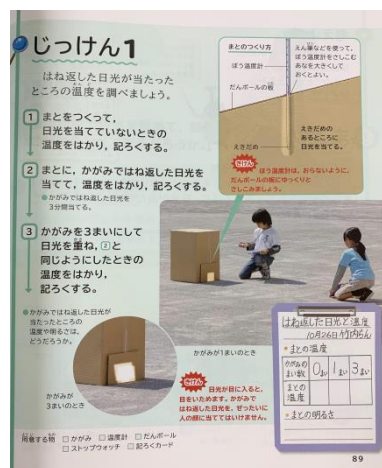 じっけん1
はね返した日光が当たった
ところの温度を調べましょう。
1 まとをつくって、
日光を当てていないときの
温度をはかり、記ろくする。
2 まとに、かがみではね返した日光を
当てて、温度をはかり、記ろくする。
●かがみではね返した日光を
3分間当てる。
3 かがみを3まいにして
日光を重ね、2と
同じようにしたときの
温度をはかり、
記ろくする。
●かがみではね返した日光が
当たったところの
温度や明るさは、
どうだろうか。
まとのつくり方
ぼう温度計
だんボールの板
えん筆などを使って、
ぼう温度計をさしこむ
あなを大きくして
おくとよい。
えきだめ
えきだめの
あるところに
日光を当てる。
きけん ぼう温度計は、おらないように、
だんボールの板にゆっくりと
さしこみましょう。
かがみが1まいのとき
かがみが
3まいのとき
きけん 日光が目に入ると、
目をいためます。かがみで
はね返した日光を、ぜったいに
人の顔に当ててはいけません。
はね返した日光と温度
10月26日 竹内らん
●まとの温度
かがみの
まい数 0まい 1まい 3まい
まとの
温度
●まとの明るさ
用意する物 □かがみ □温度計 □だんボール
□ストップウォッチ □記ろくカード
89